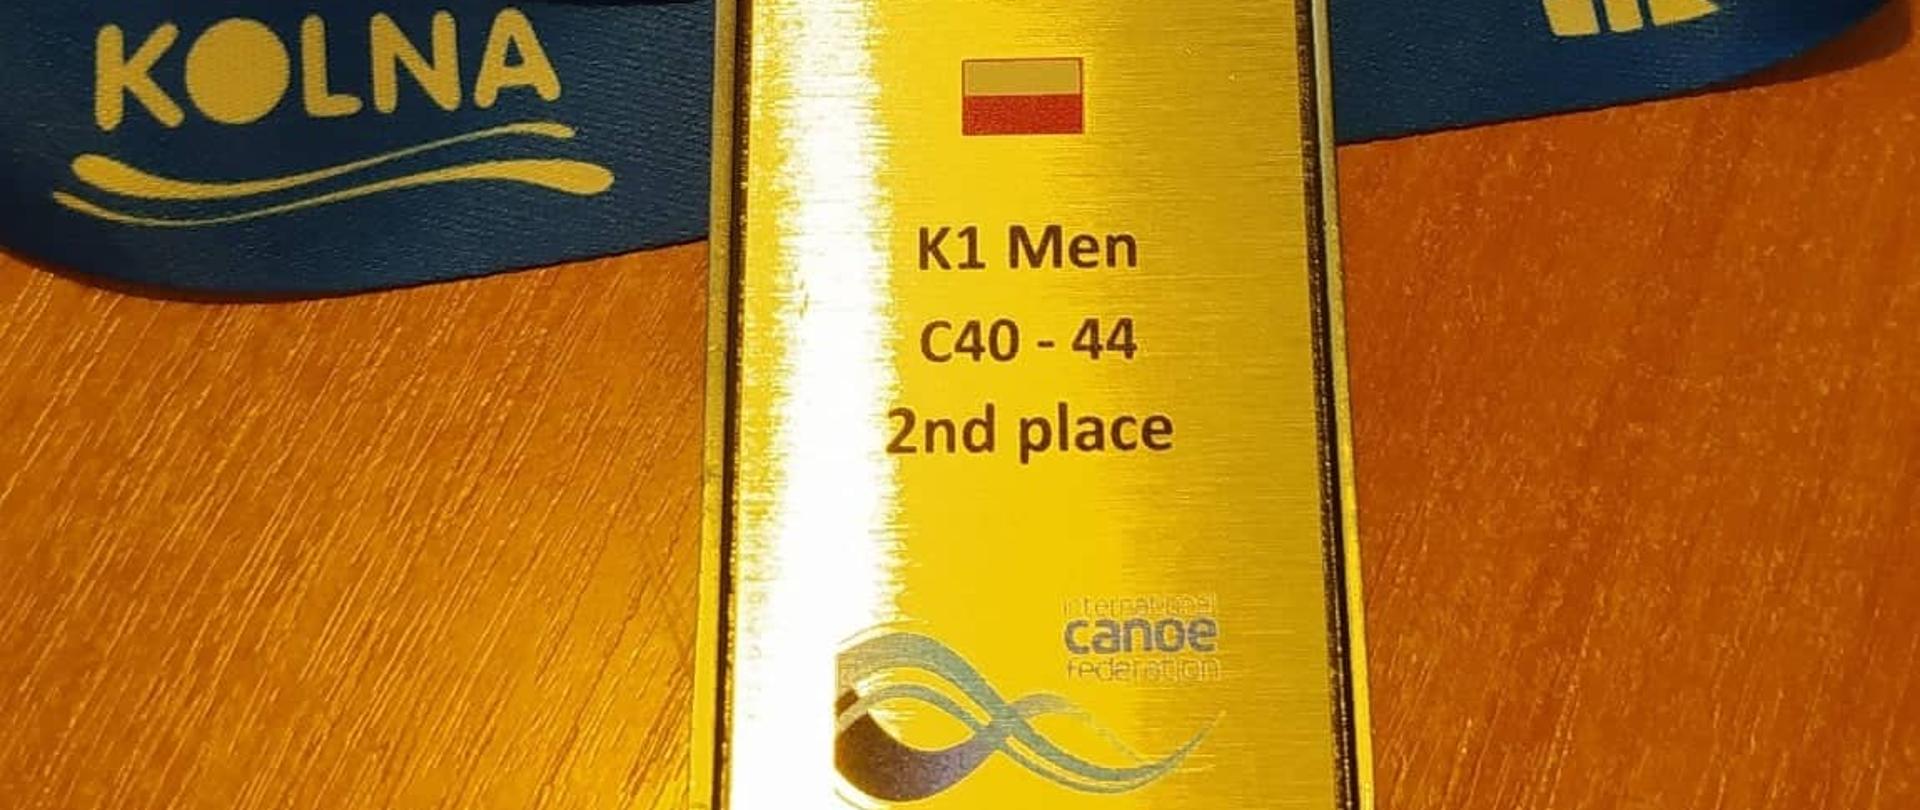 KOLNA
K1 Men
C40 - 44
2nd place
international
canoe
federation